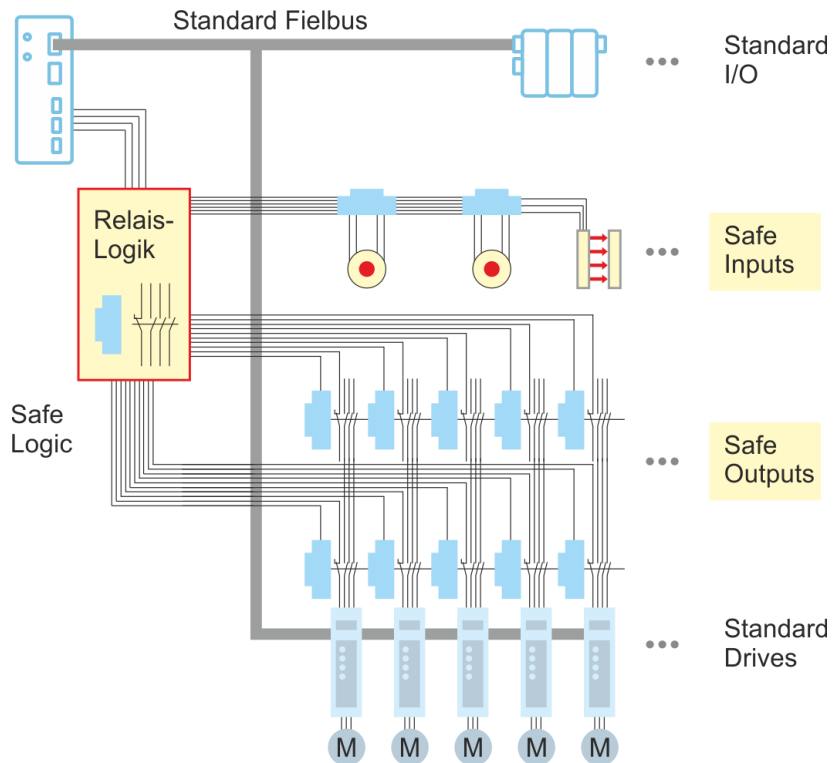 Standard Fielbus
Standard
I/O
Relais-
Logik
Safe
Inputs
Safe
Logic
Safe
Outputs
Standard
Drives
M
M
M
M
M